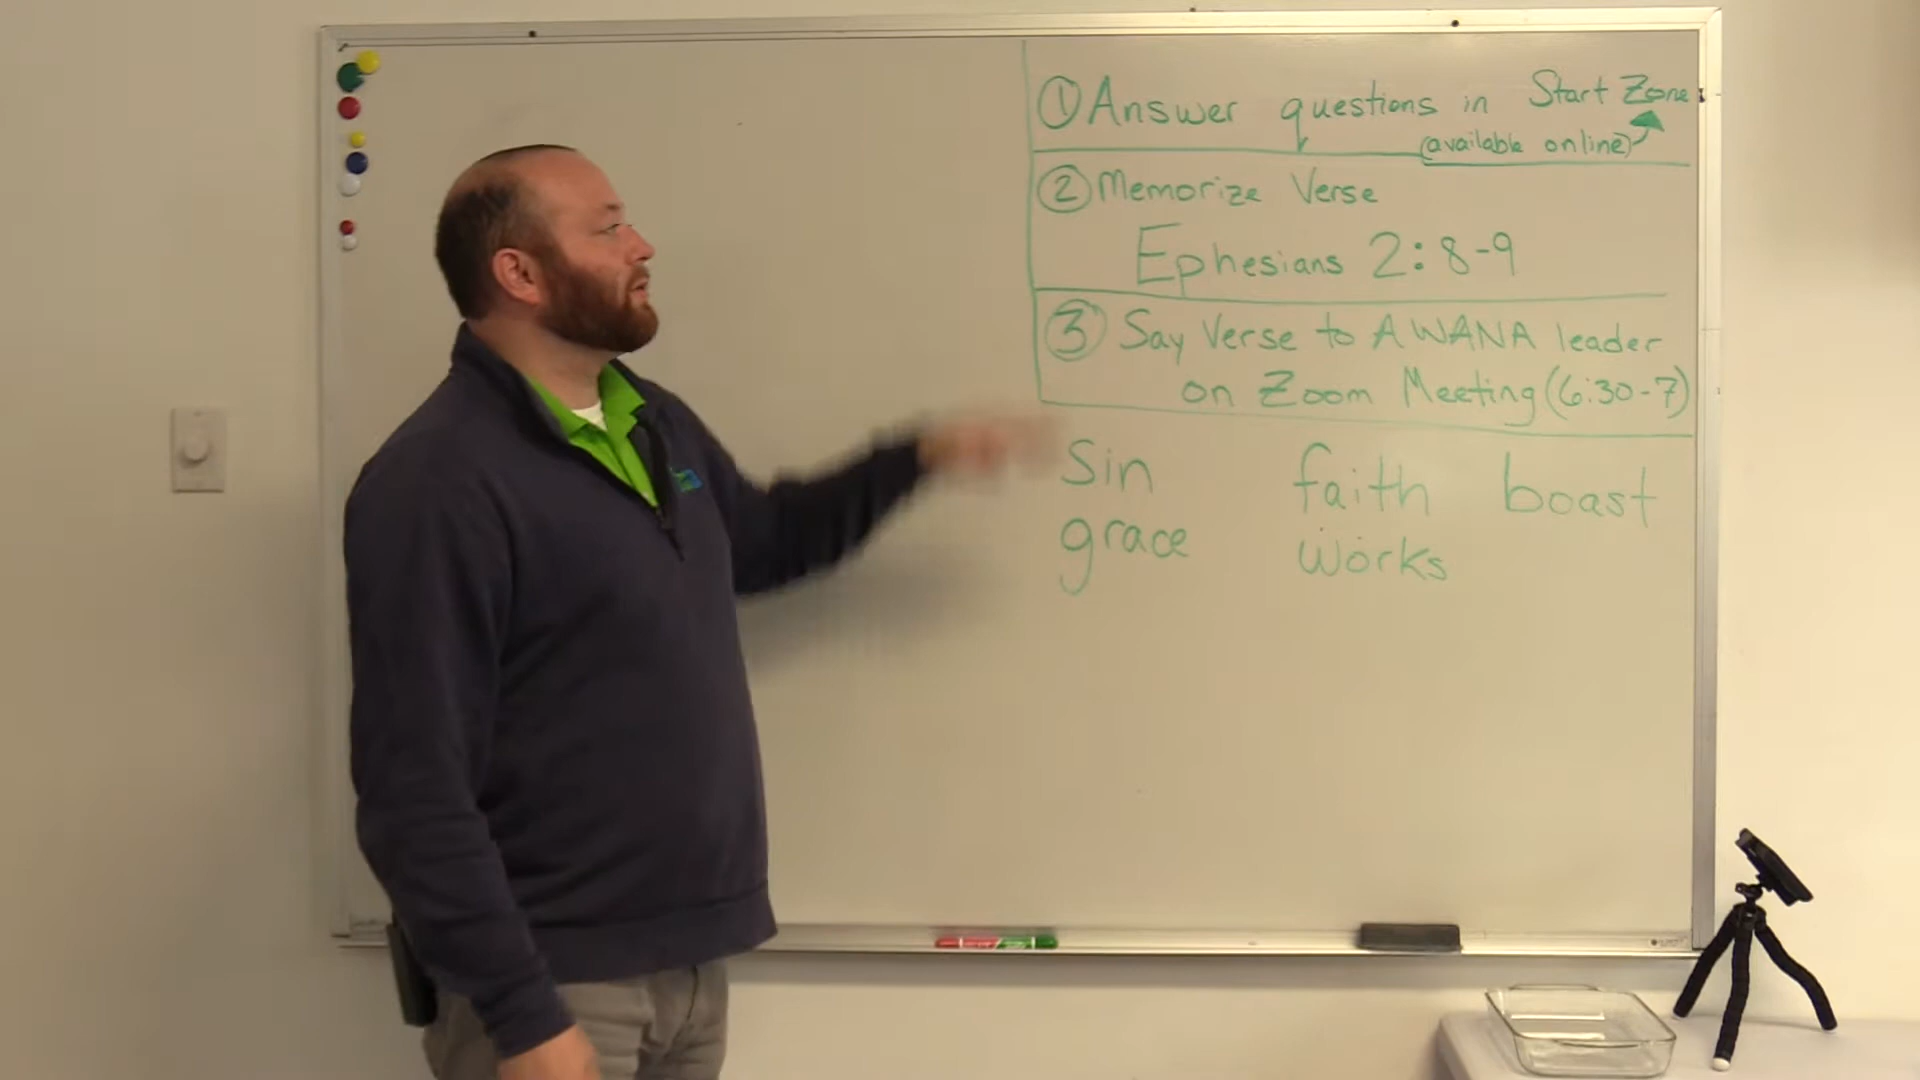 ① Answer questions in Start Zone
(available online)
② Memorize Verse
Ephesians 2:8-9
③ Say Verse to AWANA leader
on Zoom Meeting (6:30-7)
Sin faith boast
grace works